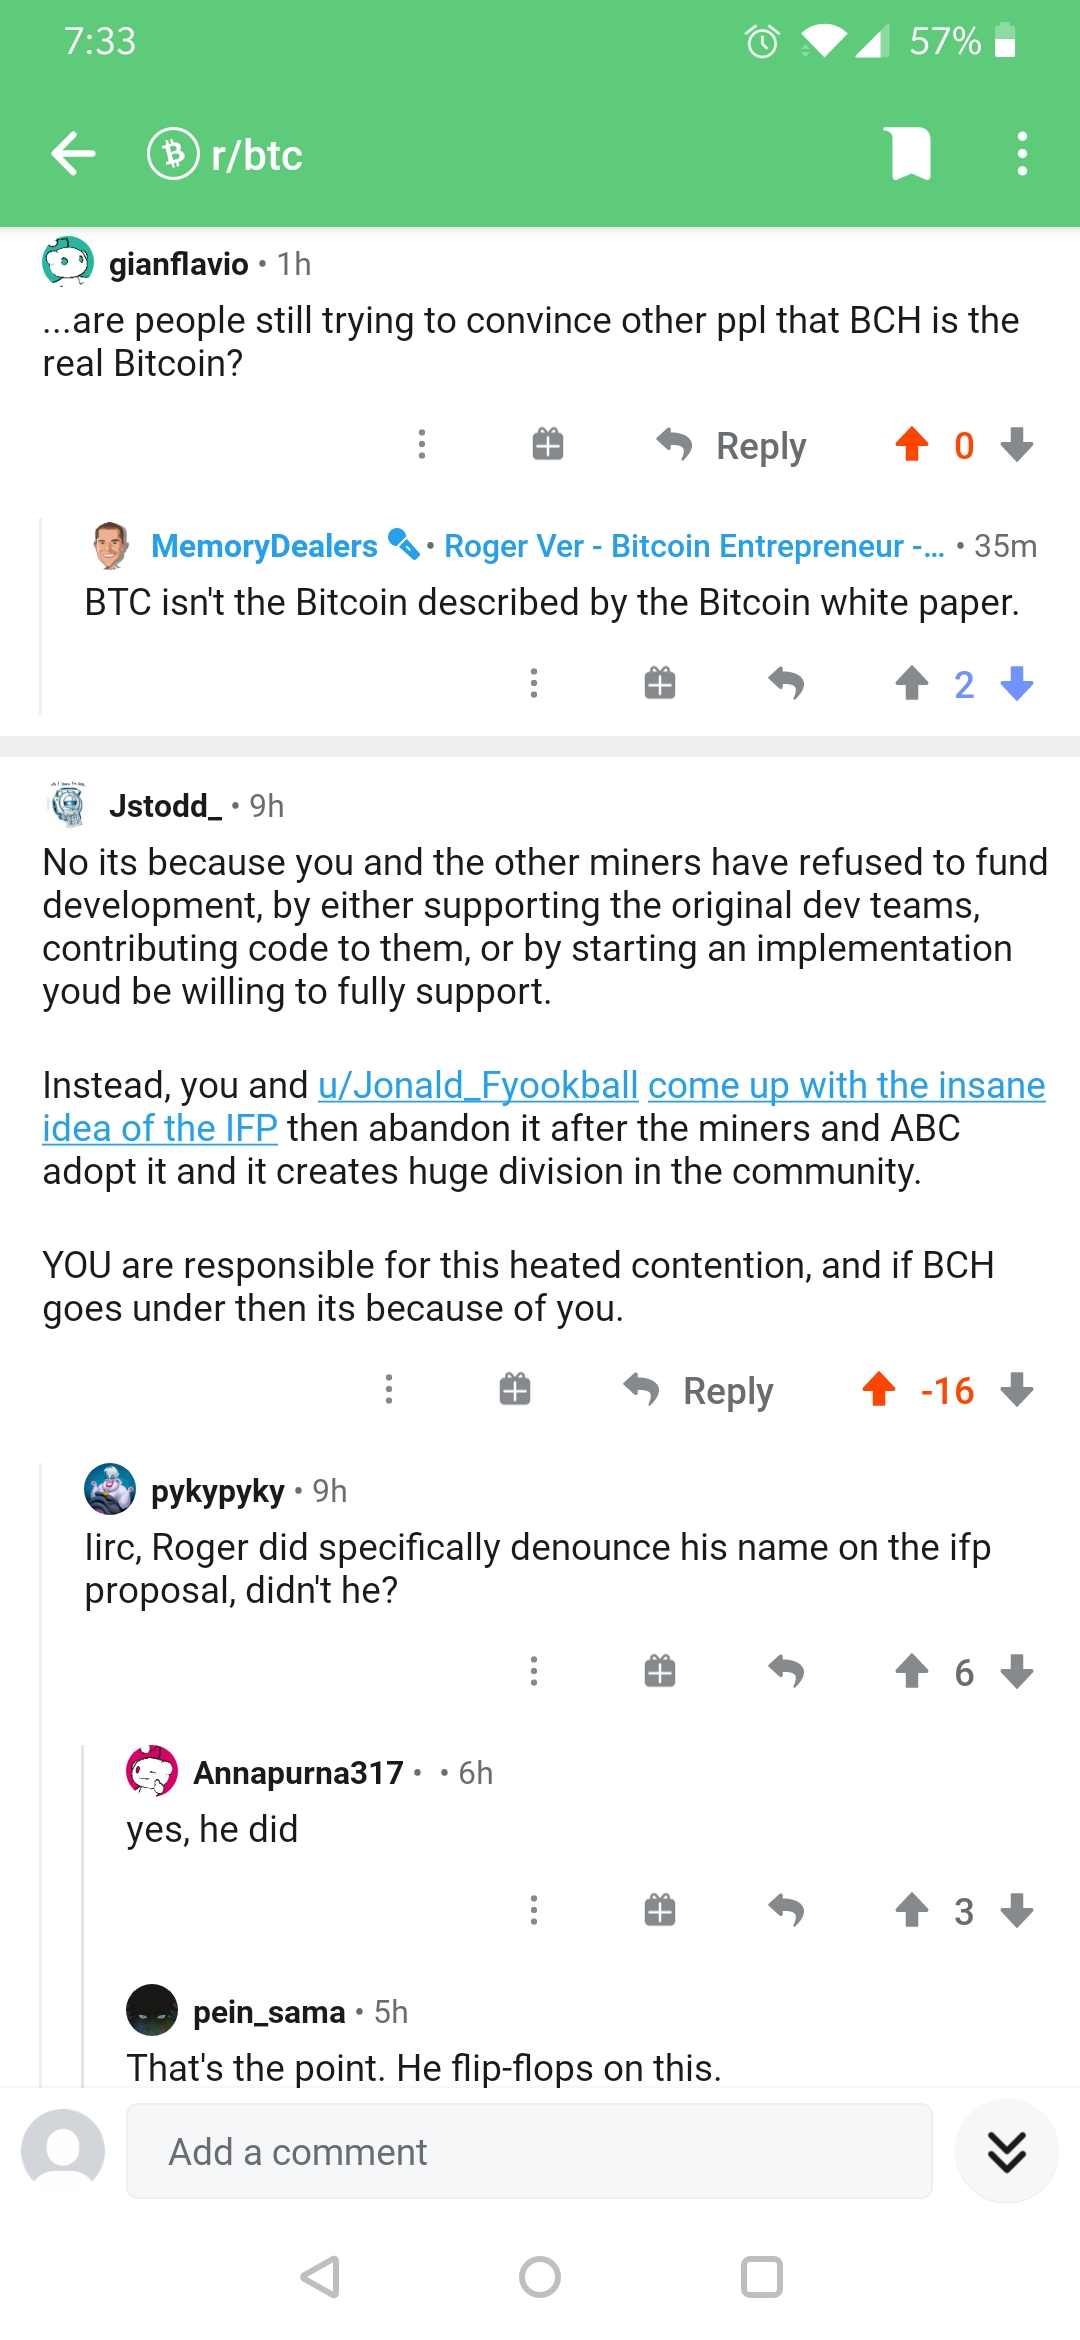 7:33 57%
r/btc
gianflavio • 1h
...are people still trying to convince other ppl that BCH is the
real Bitcoin?
Reply 0
MemoryDealers • Roger Ver - Bitcoin Entrepreneur -... • 35m
BTC isn't the Bitcoin described by the Bitcoin white paper.
2
Jstodd_ • 9h
No its because you and the other miners have refused to fund
development, by either supporting the original dev teams,
contributing code to them, or by starting an implementation
youd be willing to fully support.
Instead, you and u/Jonald_Fyookball come up with the insane
idea of the IFP then abandon it after the miners and ABC
adopt it and it creates huge division in the community.
YOU are responsible for this heated contention, and if BCH
goes under then its because of you.
Reply -16
pykypyky • 9h
Iirc, Roger did specifically denounce his name on the ifp
proposal, didn't he?
6
Annapurna317 • • 6h
yes, he did
3
pein_sama • 5h
That's the point. He flip-flops on this.
Add a comment